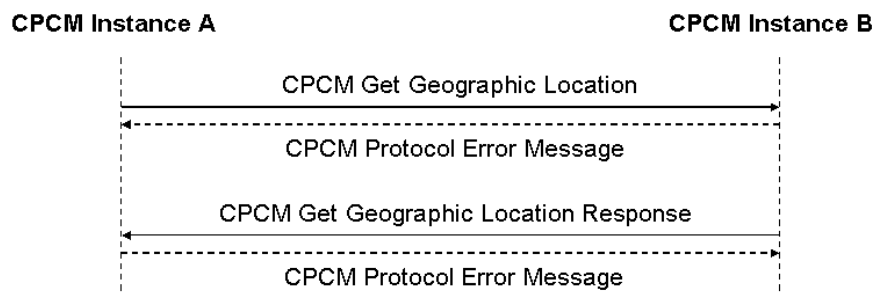 CPCM Instance A
CPCM Instance B
CPCM Get Geographic Location
CPCM Protocol Error Message
CPCM Get Geographic Location Response
CPCM Protocol Error Message